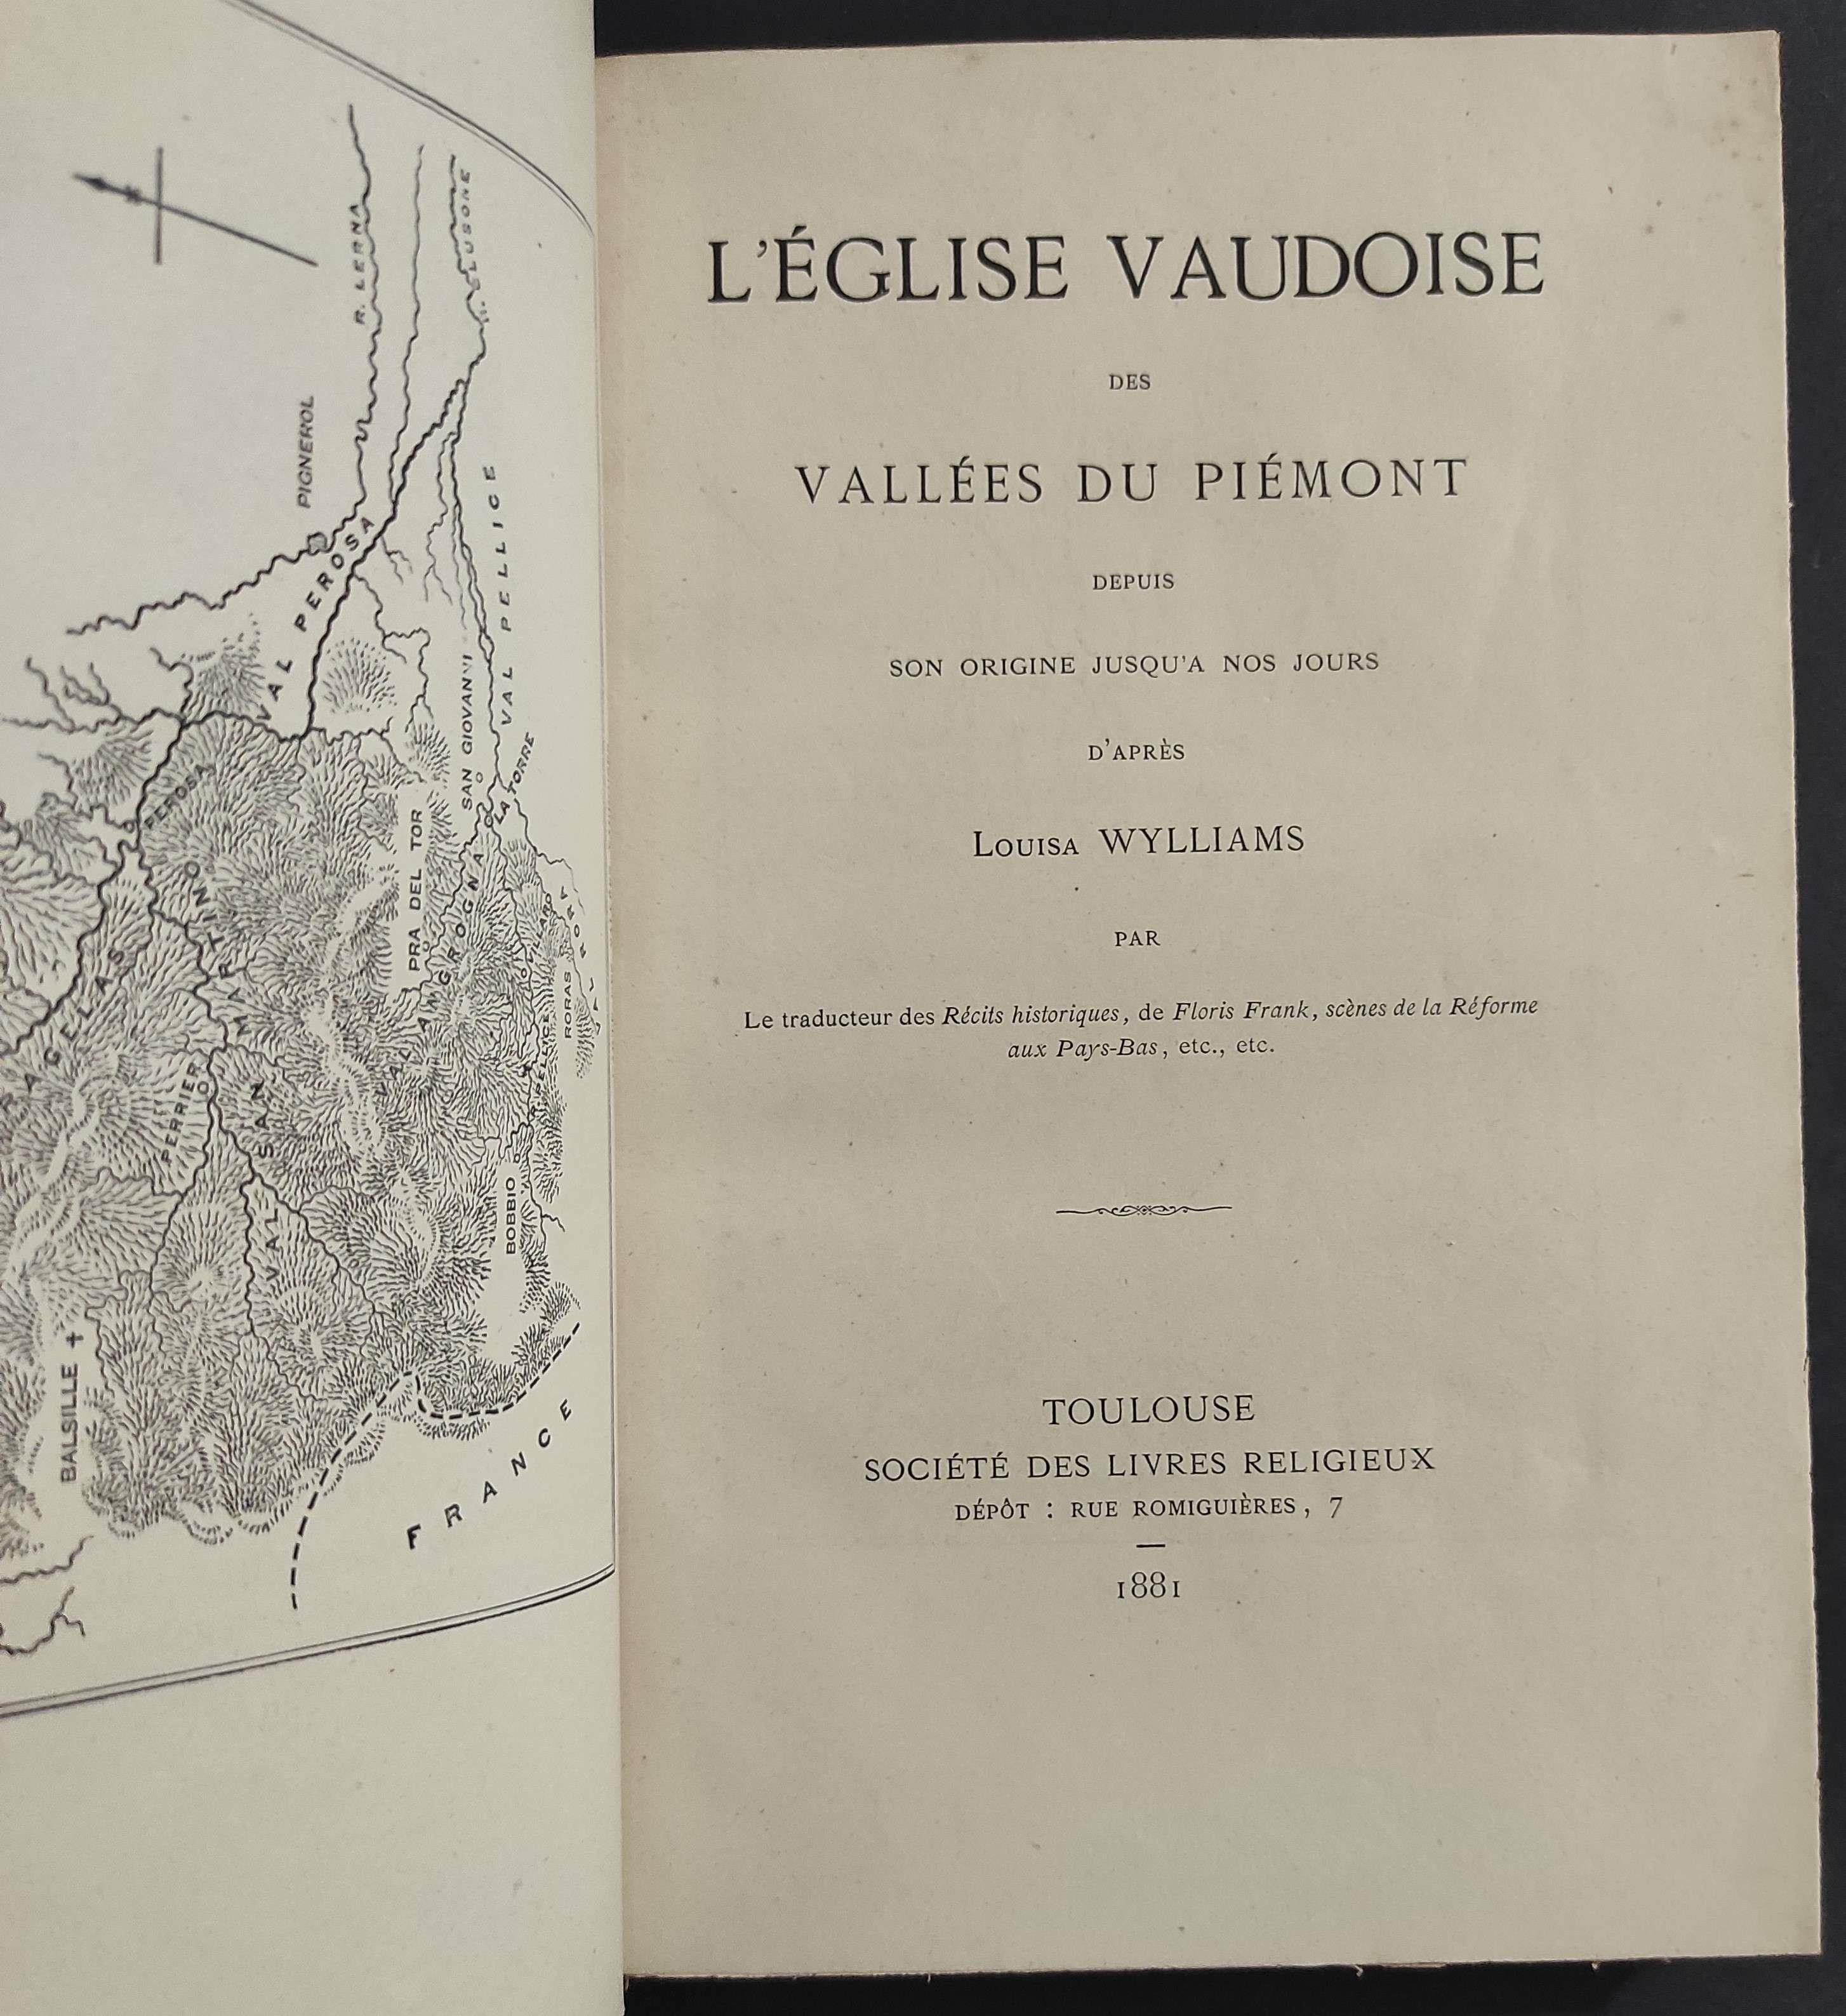 R. LERNA
CLUSONE
PIGNEROL
VAL PEROSA
VAL PELLICE
SAN GIOVANNI
LA TORRE
PEROSA
PRA DEL TOR
VAL ANGROGNA
RORAS
VAL SAN MARTINO
PERRIER
BOBBIO
BALSILLE
FRANCE
L'ÉGLISE VAUDOISE
DES
VALLÉES DU PIÉMONT
DEPUIS
SON ORIGINE JUSQU'A NOS JOURS
D'APRÈS
LOUISA WYLLIAMS
PAR
Le traducteur des Récits historiques, de Floris Frank, scènes de la Réforme
aux Pays-Bas, etc., etc.
TOULOUSE
SOCIÉTÉ DES LIVRES RELIGIEUX
DÉPÔT : RUE ROMIGUIÈRES, 7
1881